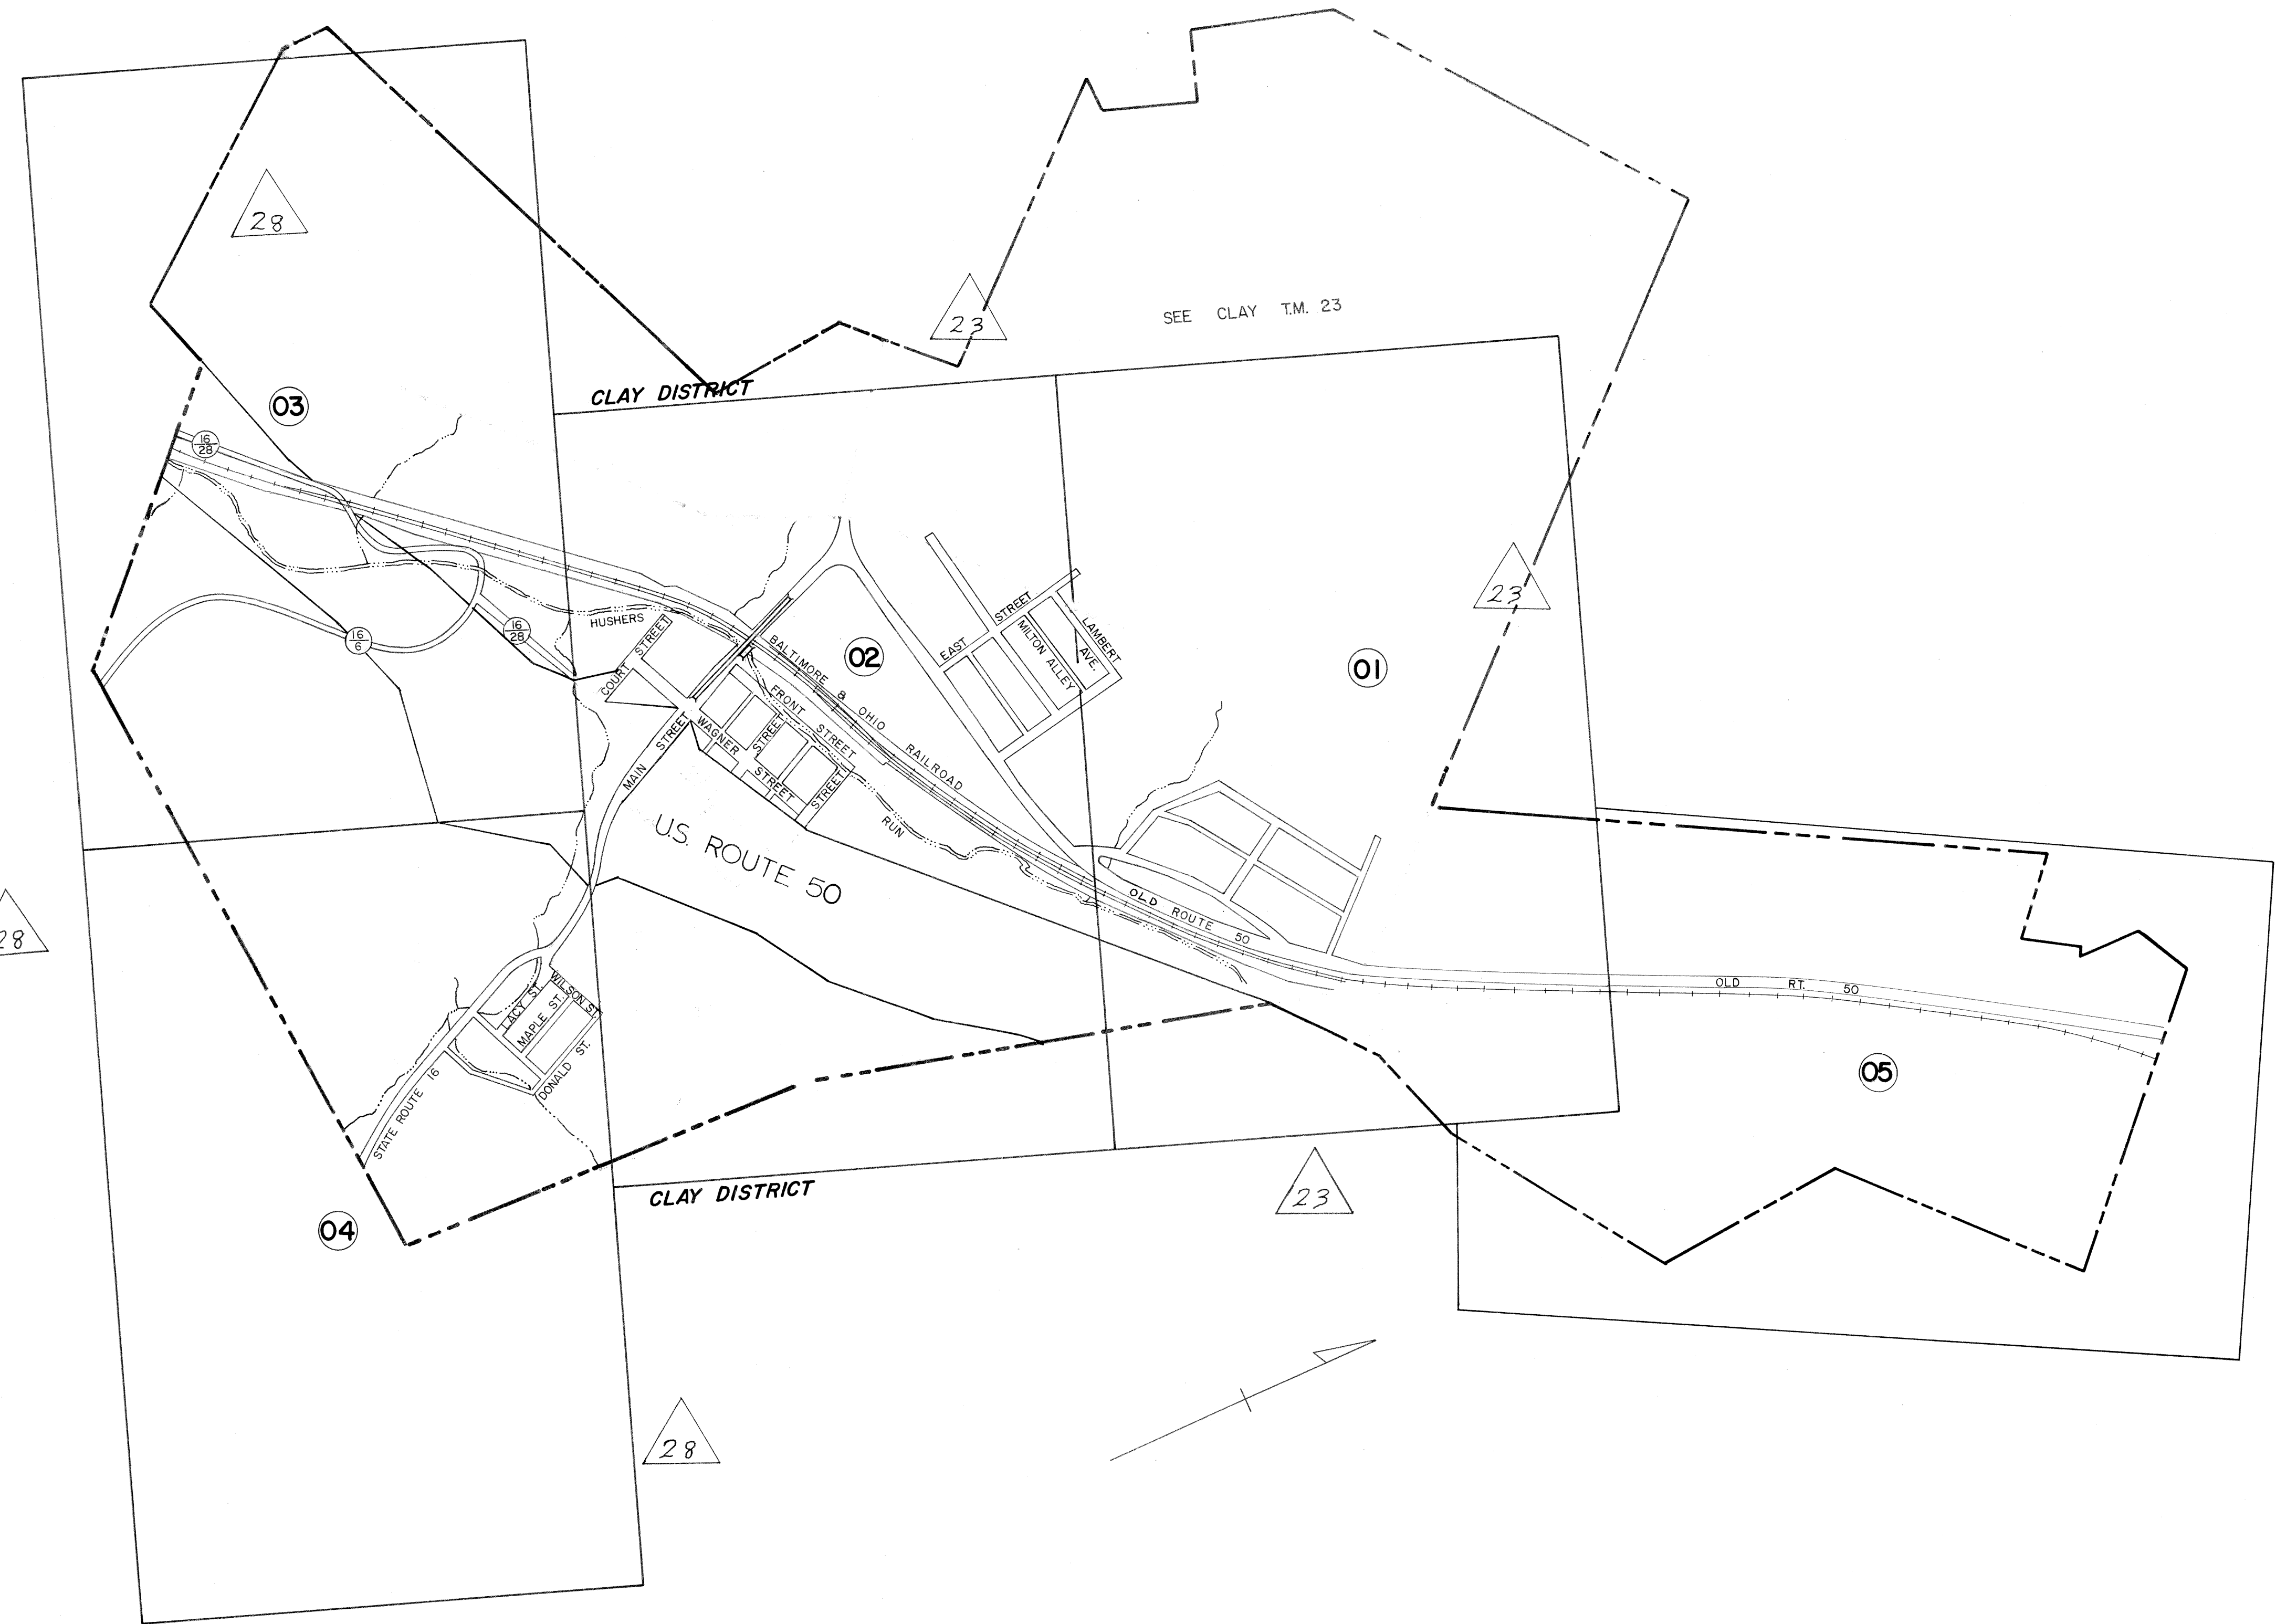 28
23
SEE CLAY T.M. 23
CLAY DISTRICT
03
16
28
23
HUSHERS
COURT STREET
16
28
16
6
BALTIMORE & OHIO RAILROAD
02
EAST STREET
MILTON ALLEY
LAMBERT AVE.
01
FRONT STREET
WAGNER STREET
STREET
STREET
MAIN STREET
RUN
U.S. ROUTE 50
OLD ROUTE 50
28
OLD RT. 50
WILSON ST.
LACY ST.
MAPLE ST.
DONALD ST.
STATE ROUTE 16
05
CLAY DISTRICT
23
04
28